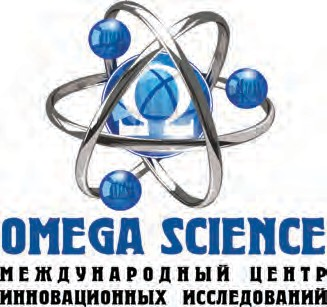 Ω
OMEGA SCIENCE
МЕЖДУНАРОДНЫЙ ЦЕНТР
ИННОВАЦИОННЫХ ИССЛЕДОВАНИЙ